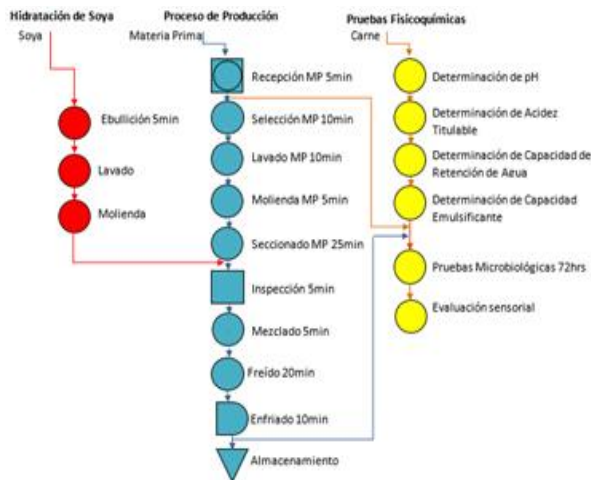 Hidratación de Soya
Soya
Ebullición 5min
Lavado
Molienda
Proceso de Producción
Materia Prima
Recepción MP 5min
Selección MP 10min
Lavado MP 10min
Molienda MP 5min
Seccionado MP 25min
Inspección 5min
Mezclado 5min
Freído 20min
Enfriado 10min
Almacenamiento
Pruebas Fisicoquímicas
Carne
Determinación de pH
Determinación de Acidez
Titulable
Determinación de Capacidad de
Retención de Agua
Determinación de Capacidad
Emulsificante
Pruebas Microbiológicas 72hrs
Evaluación sensorial